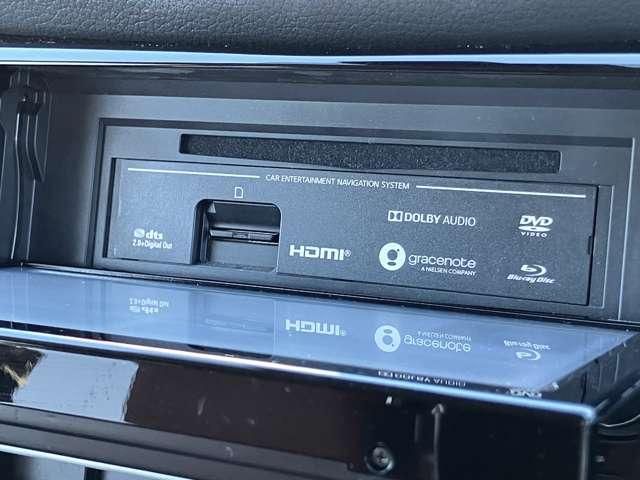 CAR ENTERTAINMENT NAVIGATION SYSTEM
dts
2.0+Digital Out
HDMI®
DOLBY AUDIO
gracenote
A NIELSEN COMPANY
DVD
VIDEO
Blu-ray Disc